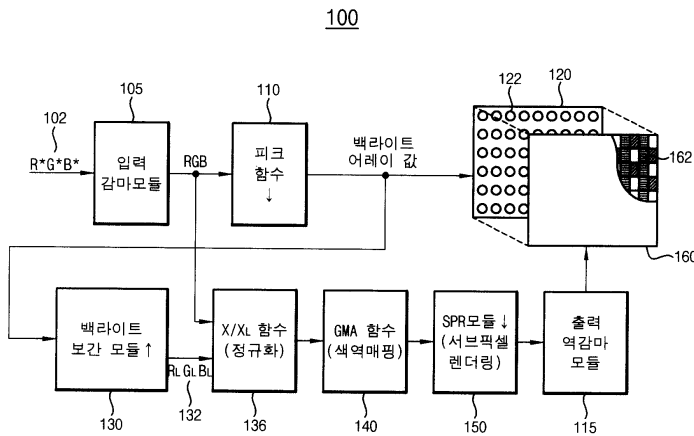 100
102
105
110
122
120
R*G*B*
입력
감마모듈
RGB
피크
함수
↓
백라이트
어레이 값
162
160
백라이트
보간 모듈↑
RL GL BL
X/XL 함수
(정규화)
GMA 함수
(색역매핑)
SPR모듈↓
(서브픽셀
렌더링)
출력
역감마
모듈
130
132
136
140
150
115